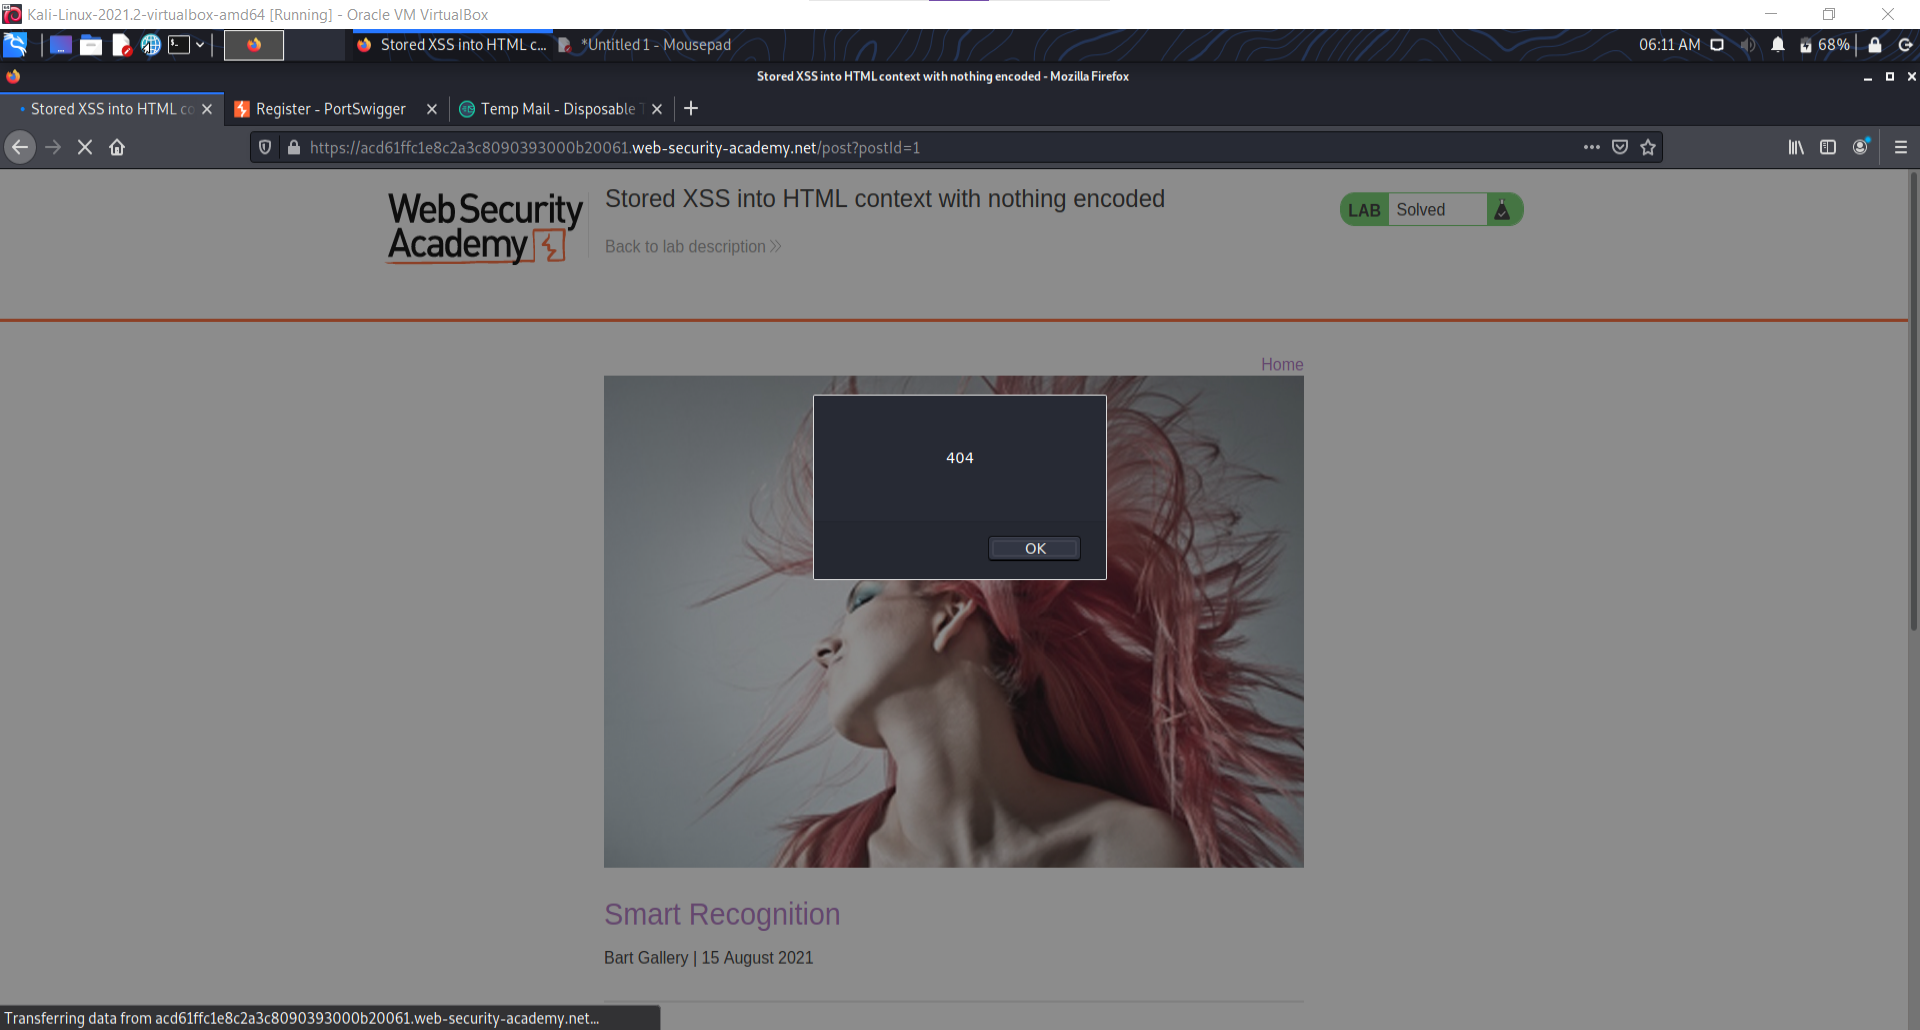 Kali-Linux-2021.2-virtualbox-amd64 [Running] - Oracle VM VirtualBox
Stored XSS into HTML c...
*Untitled 1 - Mousepad
06:11 AM
68%
Stored XSS into HTML context with nothing encoded - Mozilla Firefox
Stored XSS into HTML co
Register - PortSwigger
Temp Mail - Disposable
https://acd61ffc1e8c2a3c8090393000b20061.web-security-academy.net/post?postId=1
Web Security
Academy
Stored XSS into HTML context with nothing encoded
Back to lab description
LAB Solved
Home
404
OK
Smart Recognition
Bart Gallery | 15 August 2021
Transferring data from acd61ffc1e8c2a3c8090393000b20061.web-security-academy.net...